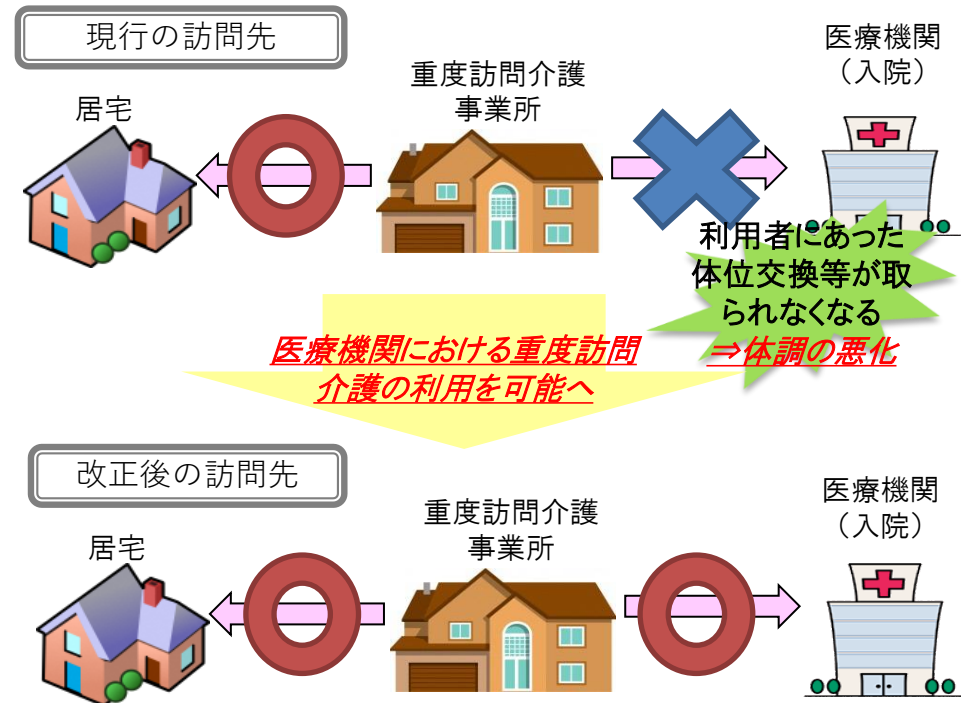 現行の訪問先
医療機関
（入院）
重度訪問介護
事業所
居宅
利用者にあった
体位交換等が取
られなくなる
⇒体調の悪化
医療機関における重度訪問
介護の利用を可能へ
改正後の訪問先
医療機関
（入院）
重度訪問介護
事業所
居宅